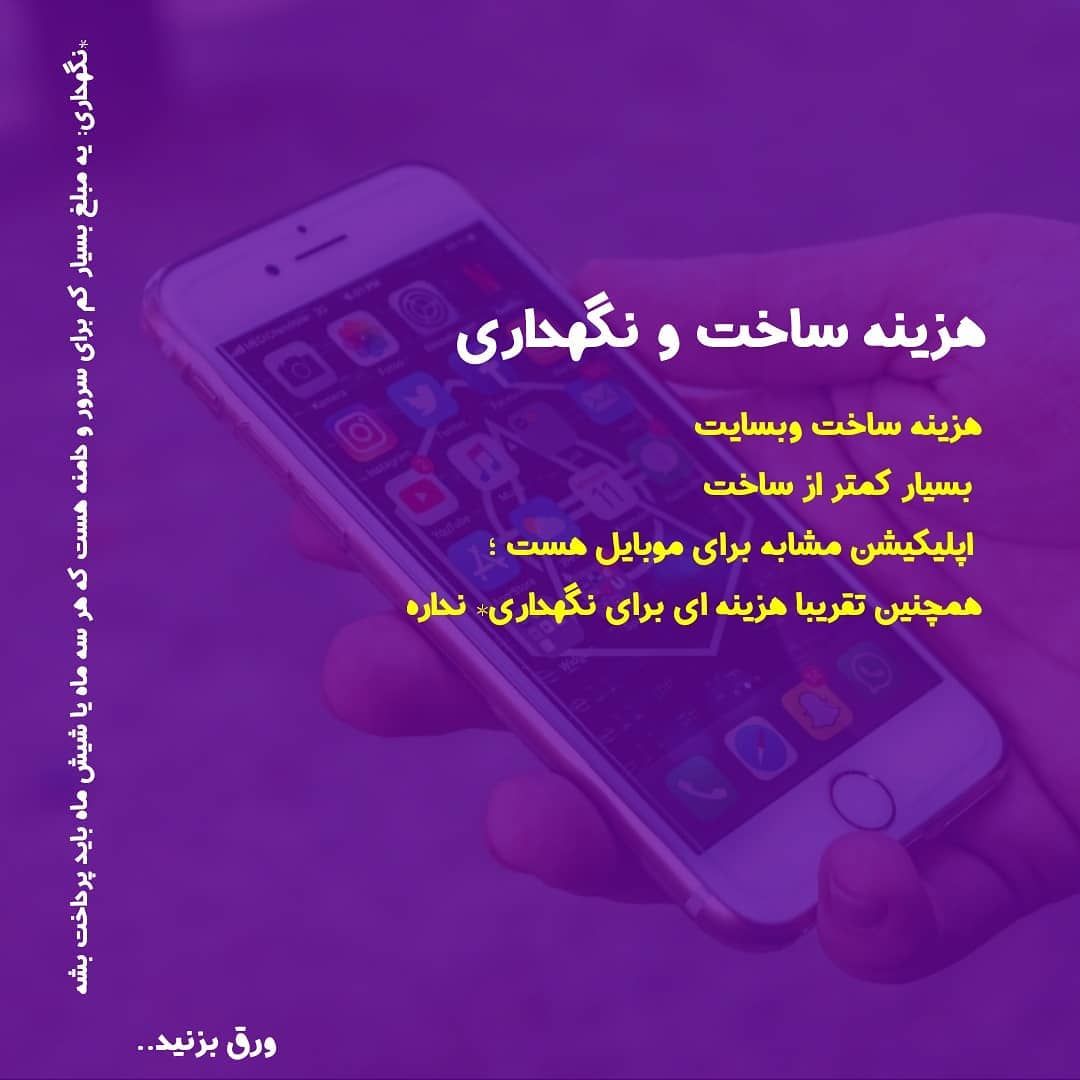 هزینه ساخت و نگهداری
هزینه ساخت وبسایت
بسیار کمتر از ساخت
اپلیکیشن مشابه برای موبایل هست ؛
همچنین تقریبا هزینه ای برای نگهداری* نداره
*نگهداری: یه مبلغ بسیار کم برای سرور و دامنه هست که هر سه ماه یا شیش ماه باید پرداخت بشه
ورق بزنید..